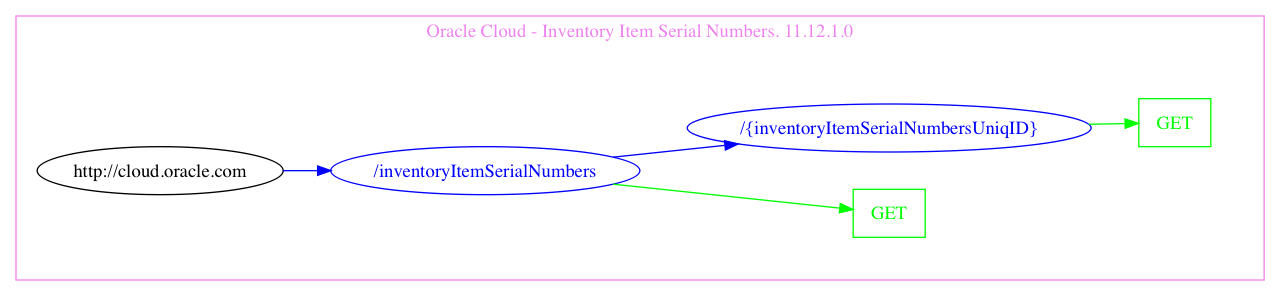 Oracle Cloud - Inventory Item Serial Numbers. 11.12.1.0
http://cloud.oracle.com
/inventoryItemSerialNumbers
/{inventoryItemSerialNumbersUniqID}
GET
GET